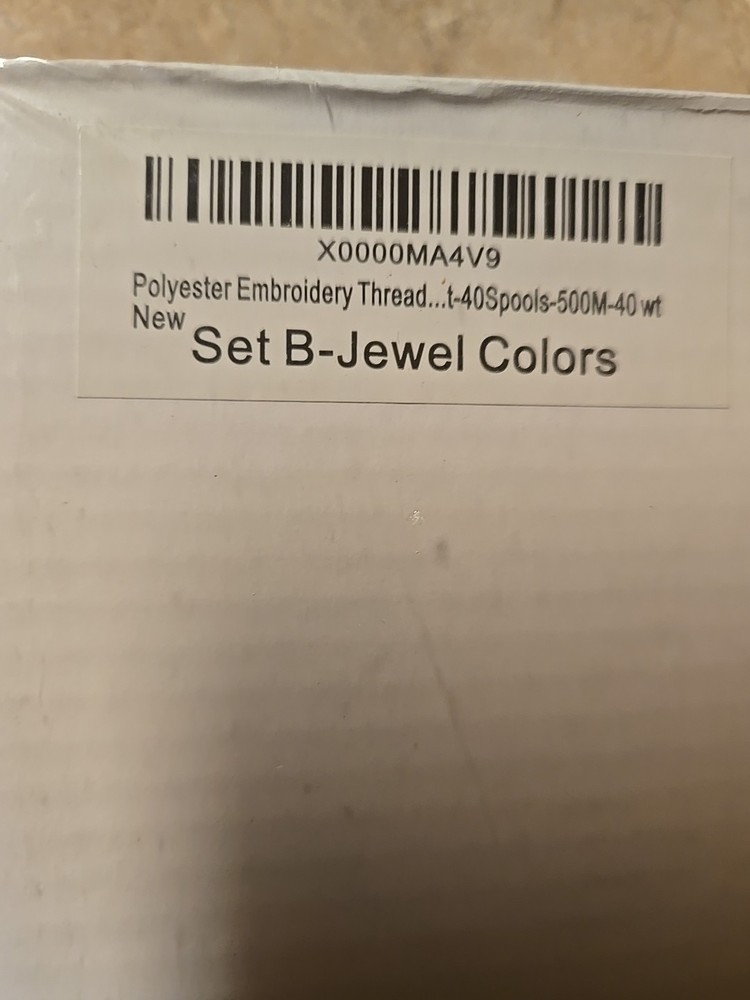 X0000MA4V9
Polyester Embroidery Thread...t-40Spools-500M-40 wt
New
Set B-Jewel Colors